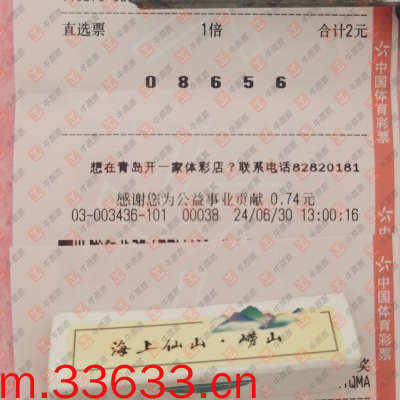 直选票 1倍 合计2元
0 8 6 5 6
想在青岛开一家体彩店？联系电话82820181
感谢您为公益事业贡献 0.74元
03-003436-101 00038 24/06/30 13:00:16
中国体育彩票
中国体育彩票
海上仙山·崂山
奖
QMA
m.33633.cn